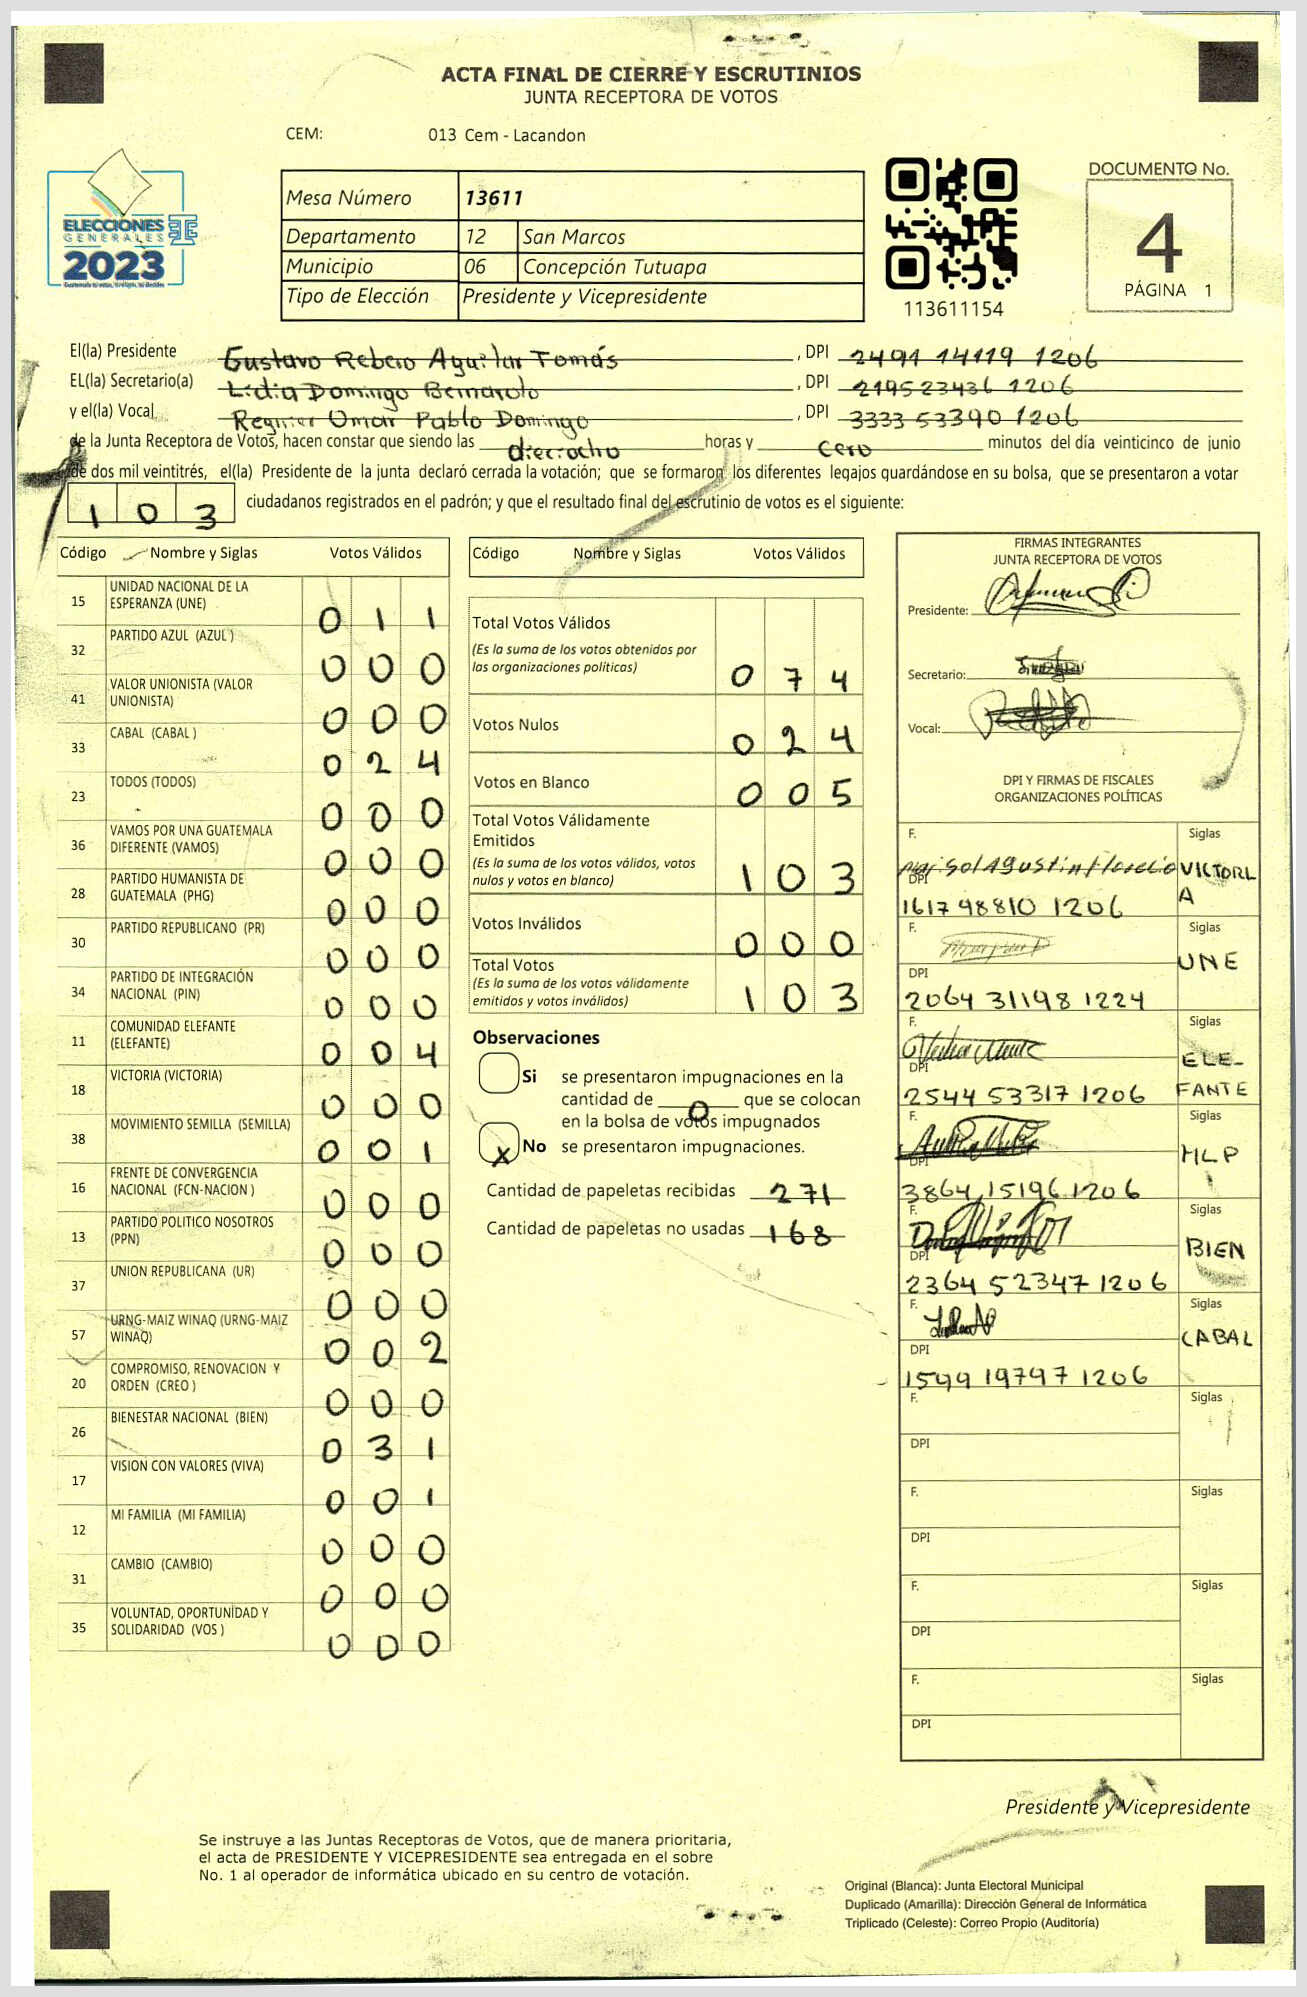 ACTA FINAL DE CIERRE Y ESCRUTINIOS
JUNTA RECEPTORA DE VOTOS
CEM: 013 Cem - Lacandon
ELECCIONES
GENERALES
2023
Mesa Número 13611
Departamento 12 San Marcos
Municipio 06 Concepción Tutuapa
Tipo de Elección Presidente y Vicepresidente
113611154
DOCUMENTO No.
4
PÁGINA 1
El(la) Presidente Gustavo Rebero Aguilar Tomás, DPI 2491 14119 1206
EL(la) Secretario(a) Lidia Domingo Bernardo, DPI 2195 23436 1206
y el(la) Vocal Regnier Omar Pablo Domingo, DPI 3333 53390 1206
de la Junta Receptora de Votos, hacen constar que siendo las dieciocho horas y cero minutos del día veinticinco de junio
de dos mil veintitrés, el(la) Presidente de la junta declaró cerrada la votación; que se formaron los diferentes legajos guardándose en su bolsa, que se presentaron a votar
103 ciudadanos registrados en el padrón; y que el resultado final del escrutinio de votos es el siguiente:
Código Nombre y Siglas Votos Válidos
15 UNIDAD NACIONAL DE LA ESPERANZA (UNE) 0 1 1
32 PARTIDO AZUL (AZUL ) 0 0 0
41 VALOR UNIONISTA (VALOR UNIONISTA) 0 0 0
33 CABAL (CABAL ) 0 2 4
23 TODOS (TODOS) 0 0 0
36 VAMOS POR UNA GUATEMALA DIFERENTE (VAMOS) 0 0 0
28 PARTIDO HUMANISTA DE GUATEMALA (PHG) 0 0 0
30 PARTIDO REPUBLICANO (PR) 0 0 0
34 PARTIDO DE INTEGRACIÓN NACIONAL (PIN) 0 0 0
11 COMUNIDAD ELEFANTE (ELEFANTE) 0 0 4
18 VICTORIA (VICTORIA) 0 0 0
38 MOVIMIENTO SEMILLA (SEMILLA) 0 0 1
16 FRENTE DE CONVERGENCIA NACIONAL (FCN-NACION ) 0 0 0
13 PARTIDO POLITICO NOSOTROS (PPN) 0 0 0
37 UNION REPUBLICANA (UR) 0 0 0
57 URNG-MAIZ WINAQ (URNG-MAIZ WINAQ) 0 0 2
20 COMPROMISO, RENOVACION Y ORDEN (CREO ) 0 0 0
26 BIENESTAR NACIONAL (BIEN) 0 3 1
17 VISION CON VALORES (VIVA) 0 0 1
12 MI FAMILIA (MI FAMILIA) 0 0 0
31 CAMBIO (CAMBIO) 0 0 0
35 VOLUNTAD, OPORTUNIDAD Y SOLIDARIDAD (VOS ) 0 0 0
Código Nombre y Siglas Votos Válidos
Total Votos Válidos 0 7 4
(Es la suma de los votos obtenidos por
las organizaciones políticas)
Votos Nulos 0 2 4
Votos en Blanco 0 0 5
Total Votos Válidamente
Emitidos 1 0 3
(Es la suma de los votos válidos, votos
nulos y votos en blanco)
Votos Inválidos 0 0 0
Total Votos 1 0 3
(Es la suma de los votos válidamente
emitidos y votos inválidos)
Observaciones
Si se presentaron impugnaciones en la
cantidad de 0 que se colocan
en la bolsa de votos impugnados
X No se presentaron impugnaciones.
Cantidad de papeletas recibidas 271
Cantidad de papeletas no usadas 168
FIRMAS INTEGRANTES
JUNTA RECEPTORA DE VOTOS
Presidente:
Secretario:
Vocal:
DPI Y FIRMAS DE FISCALES
ORGANIZACIONES POLÍTICAS
F. Siglas
VICTORIA
DPI 1617 98810 1206
F. Siglas
UNE
DPI 2064 31198 1224
F. Siglas
ELEFANTE
DPI 2544 53317 1206
F. Siglas
MLP
DPI 3864 15196 1206
F. Siglas
BIEN
DPI 2364 52347 1206
F. Siglas
CABAL
DPI 1599 19797 1206
F. Siglas
DPI
F. Siglas
DPI
F. Siglas
DPI
F. Siglas
DPI
Presidente y Vicepresidente
Se instruye a las Juntas Receptoras de Votos, que de manera prioritaria,
el acta de PRESIDENTE Y VICEPRESIDENTE sea entregada en el sobre
No. 1 al operador de informática ubicado en su centro de votación.
Original (Blanca): Junta Electoral Municipal
Duplicado (Amarilla): Dirección General de Informática
Triplicado (Celeste): Correo Propio (Auditoría)